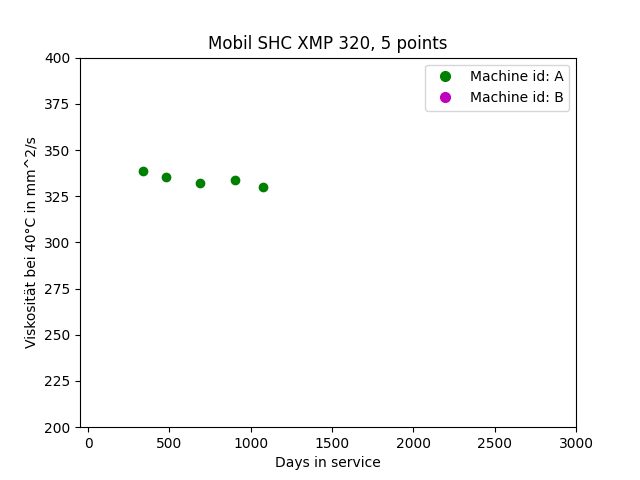 Mobil SHC XMP 320, 5 points
Machine id: A
Machine id: B
Viskosität bei 40°C in mm^2/s
400
375
350
325
300
275
250
225
200
0 500 1000 1500 2000 2500 3000
Days in service